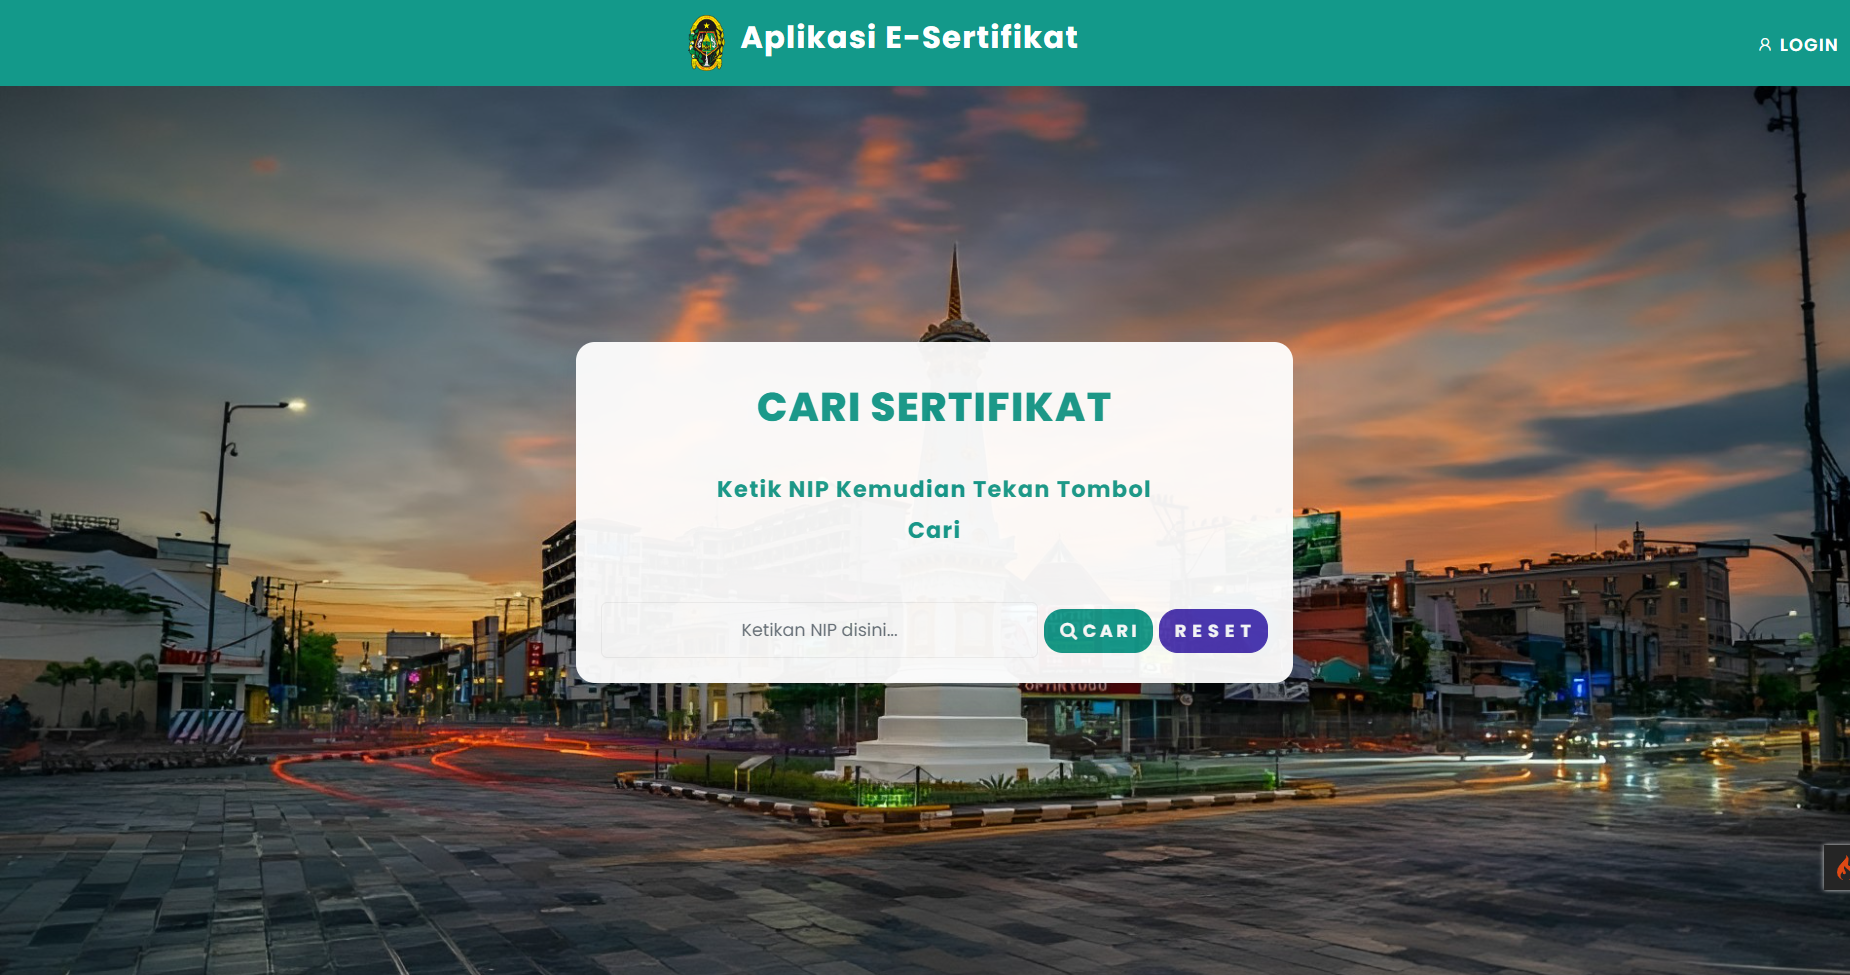 Aplikasi E-Sertifikat
LOGIN
CARI SERTIFIKAT
Ketik NIP Kemudian Tekan Tombol
Cari
Ketikan NIP disini...
CARI
RESET